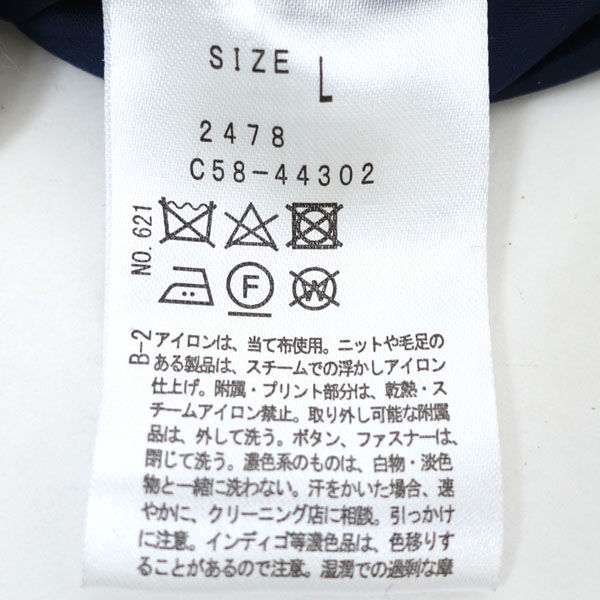 SIZE L
2478
C58-44302
NO. 621
F W
B-2
アイロンは、当て布使用。ニットや毛足の
ある製品は、スチームでの浮かしアイロン
仕上げ。附属・プリント部分は、乾熱・ス
チームアイロン禁止。取り外し可能な附属
品は、外して洗う。ボタン、ファスナーは、
閉じて洗う。濃色系のものは、白物・淡色
物と一緒に洗わない。汗をかいた場合、速
やかに、クリーニング店に相談。引っかけ
に注意。インディゴ等濃色品は、色移りす
ることがあるので注意。湿潤での過剰な摩